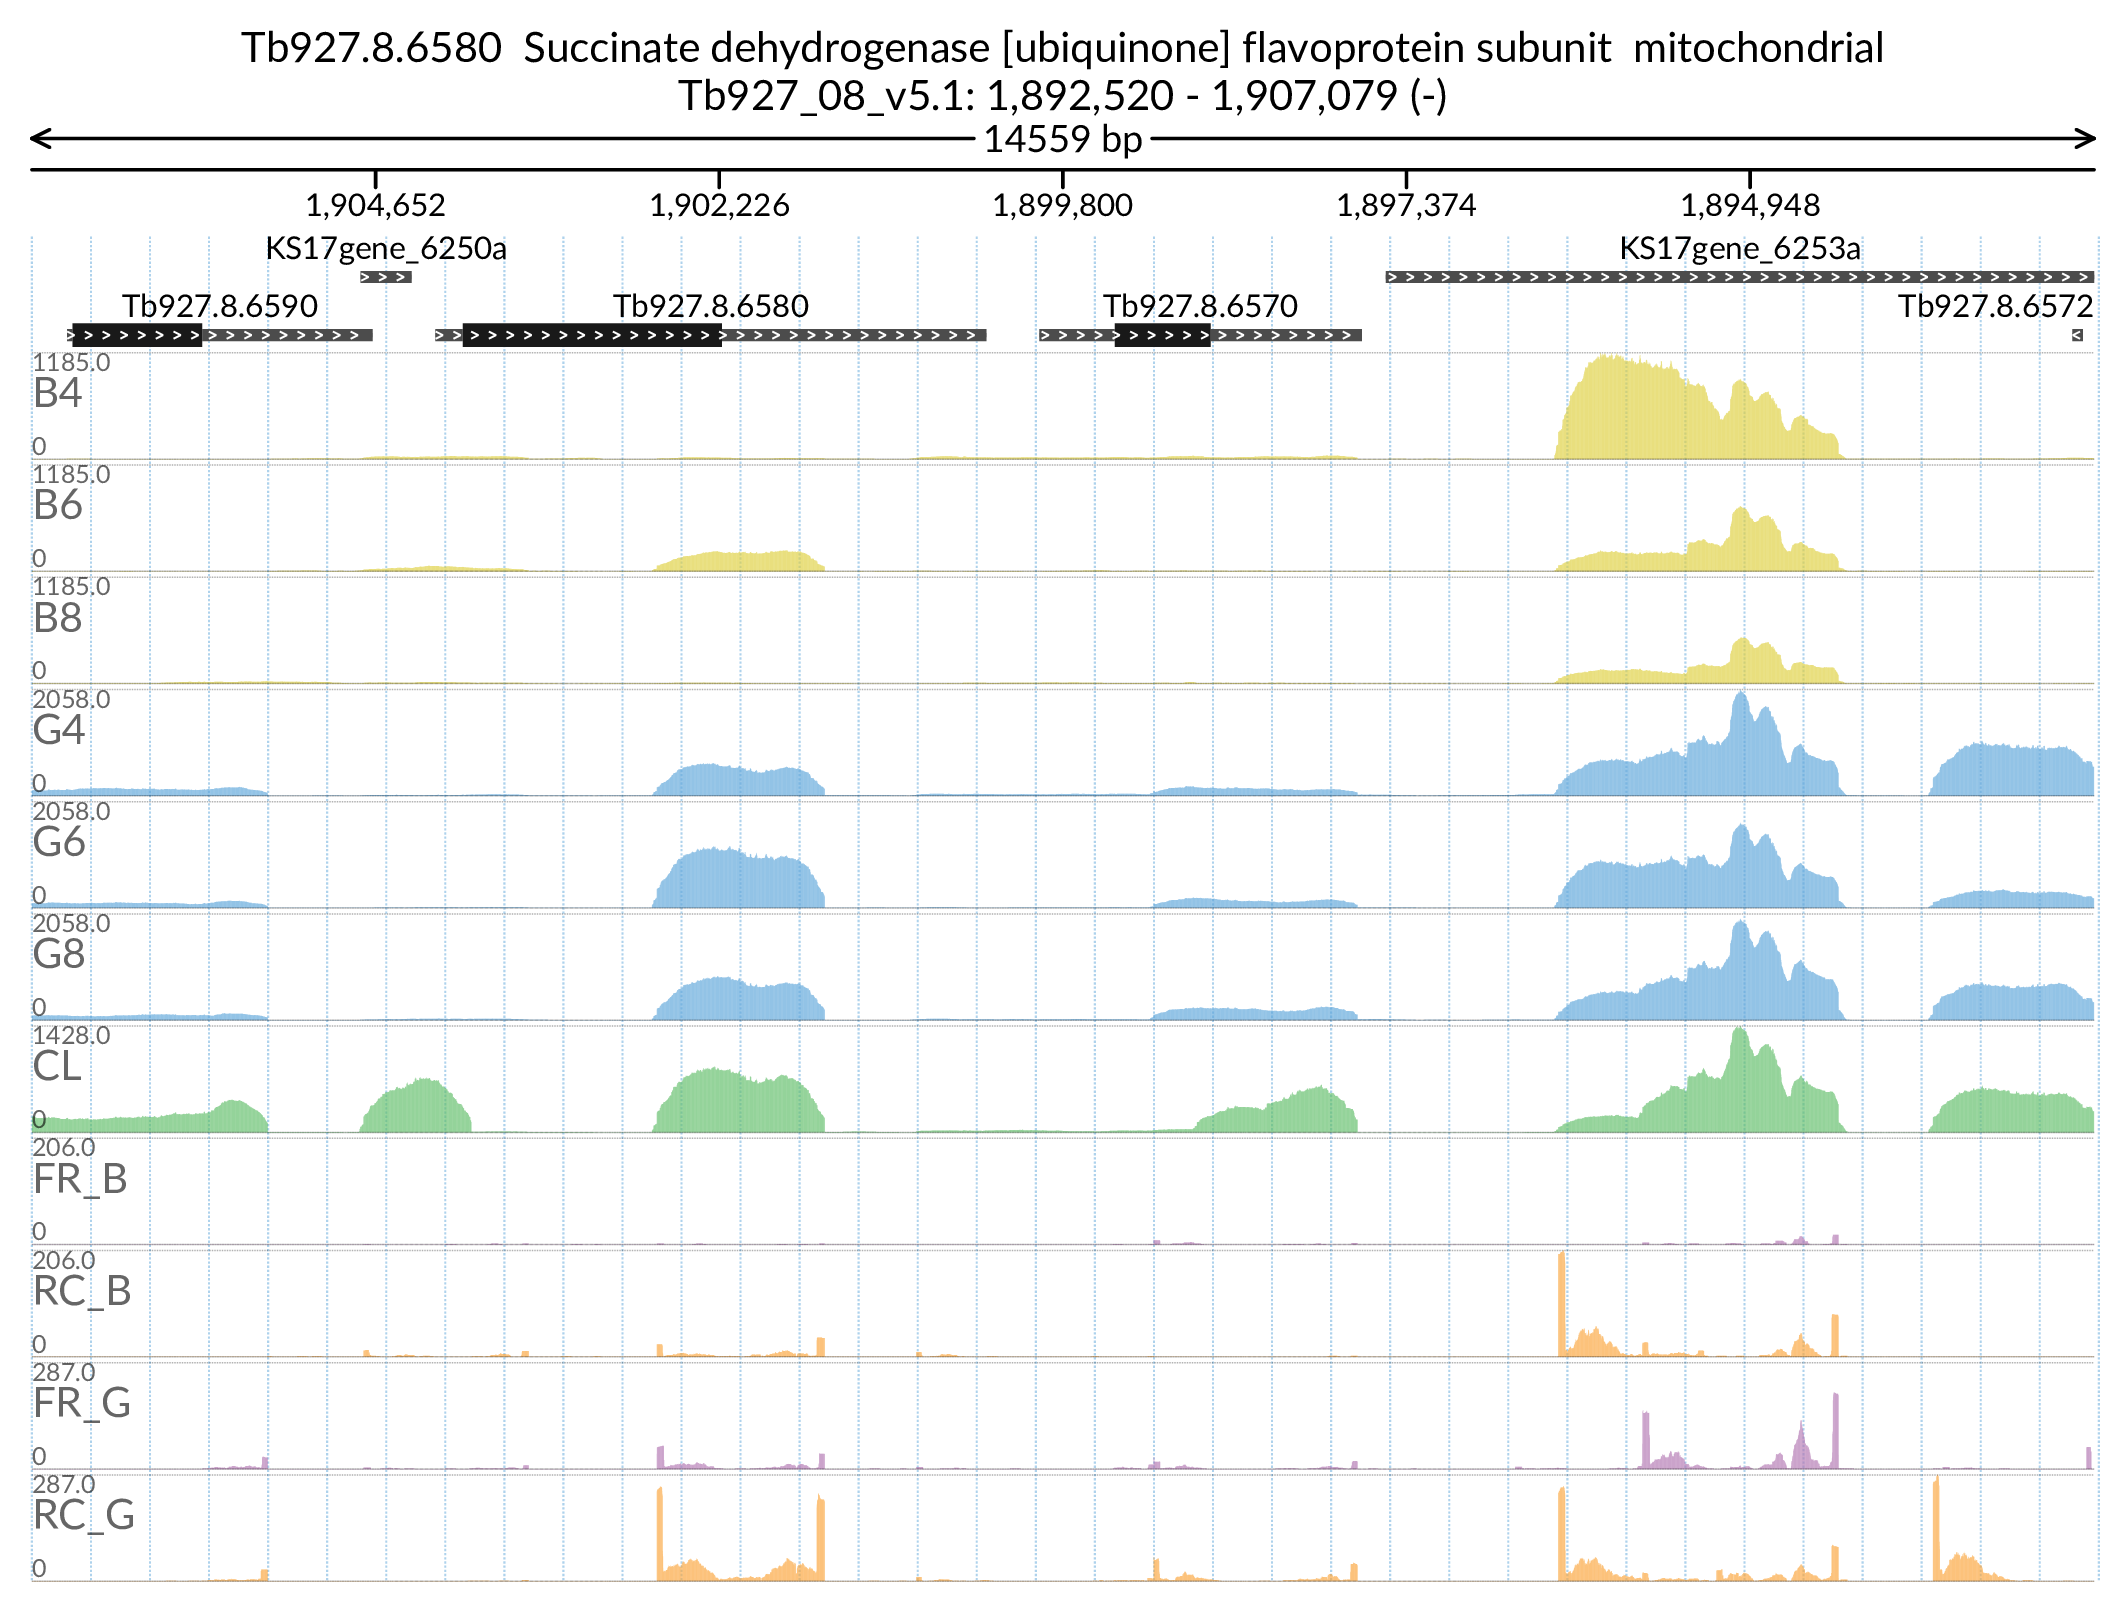 Tb927.8.6580  Succinate dehydrogenase [ubiquinone] flavoprotein subunit  mitochondrial
Tb927_08_v5.1: 1,892,520 - 1,907,079 (-)
14559 bp
1,904,652 1,902,226 1,899,800 1,897,374 1,894,948
KS17gene_6250a KS17gene_6253a
Tb927.8.6590 Tb927.8.6580 Tb927.8.6570 Tb927.8.6572
1185.0
B4
0
1185.0
B6
0
1185.0
B8
0
2058.0
G4
0
2058.0
G6
0
2058.0
G8
0
1428.0
CL
0
206.0
FR_B
0
206.0
RC_B
0
287.0
FR_G
0
287.0
RC_G
0